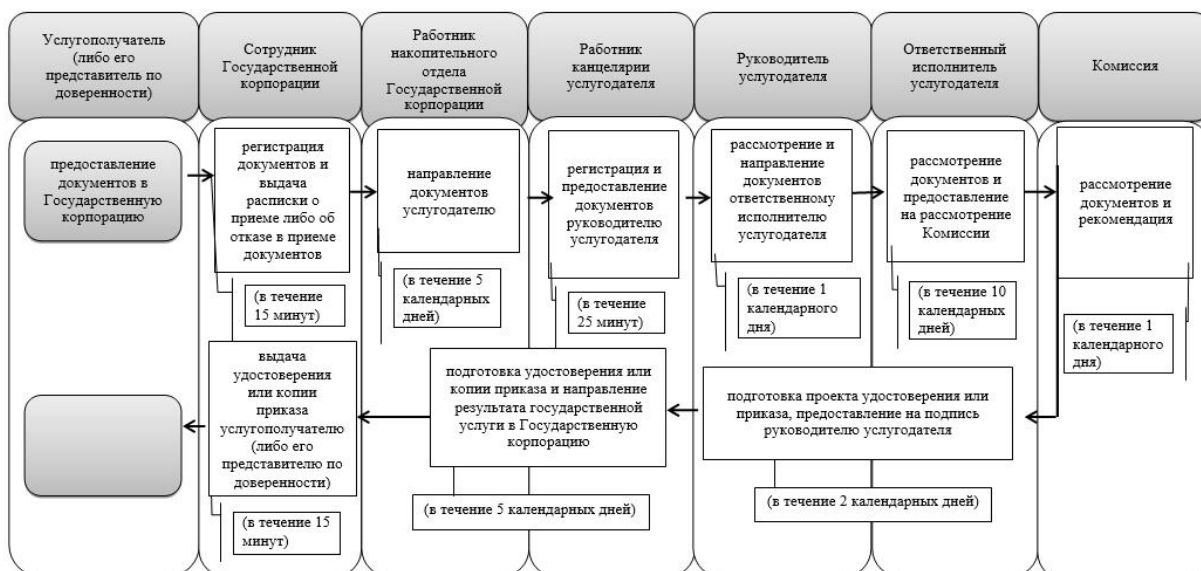 Услугополучатель
(либо его
представитель по
доверенности)
Сотрудник
Государственной
корпорации
Работник
накопительного
отдела
Государственной
корпорации
Работник
канцелярии
услугодателя
Руководитель
услугодателя
Ответственный
исполнитель
услугодателя
Комиссия
предоставление
документов в
Государственную
корпорацию
регистрация
документов и
выдача
расписки о
приеме либо об
отказе в приеме
документов
направление
документов
услугодателю
регистрация и
предоставление
документов
руководителю
услугодателя
рассмотрение и
направление
документов
ответственному
исполнителю
услугодателя
рассмотрение
документов и
предоставление
на рассмотрение
Комиссии
рассмотрение
документов и
рекомендация
(в течение
15 минут)
(в течение 5
календарных
дней)
(в течение
25 минут)
(в течение 1
календарного
дня)
(в течение 10
календарных
дней)
(в течение 1
календарного
дня)
выдача
удостоверения
или копии
приказа
услугополучателю
(либо его
представителю по
доверенности)
подготовка удостоверения или
копии приказа и направление
результата государственной
услуги в Государственную
корпорацию
подготовка проекта удостоверения или
приказа, предоставление на подпись
руководителю услугодателя
(в течение 15
минут)
(в течение 5 календарных дней)
(в течение 2 календарных дней)